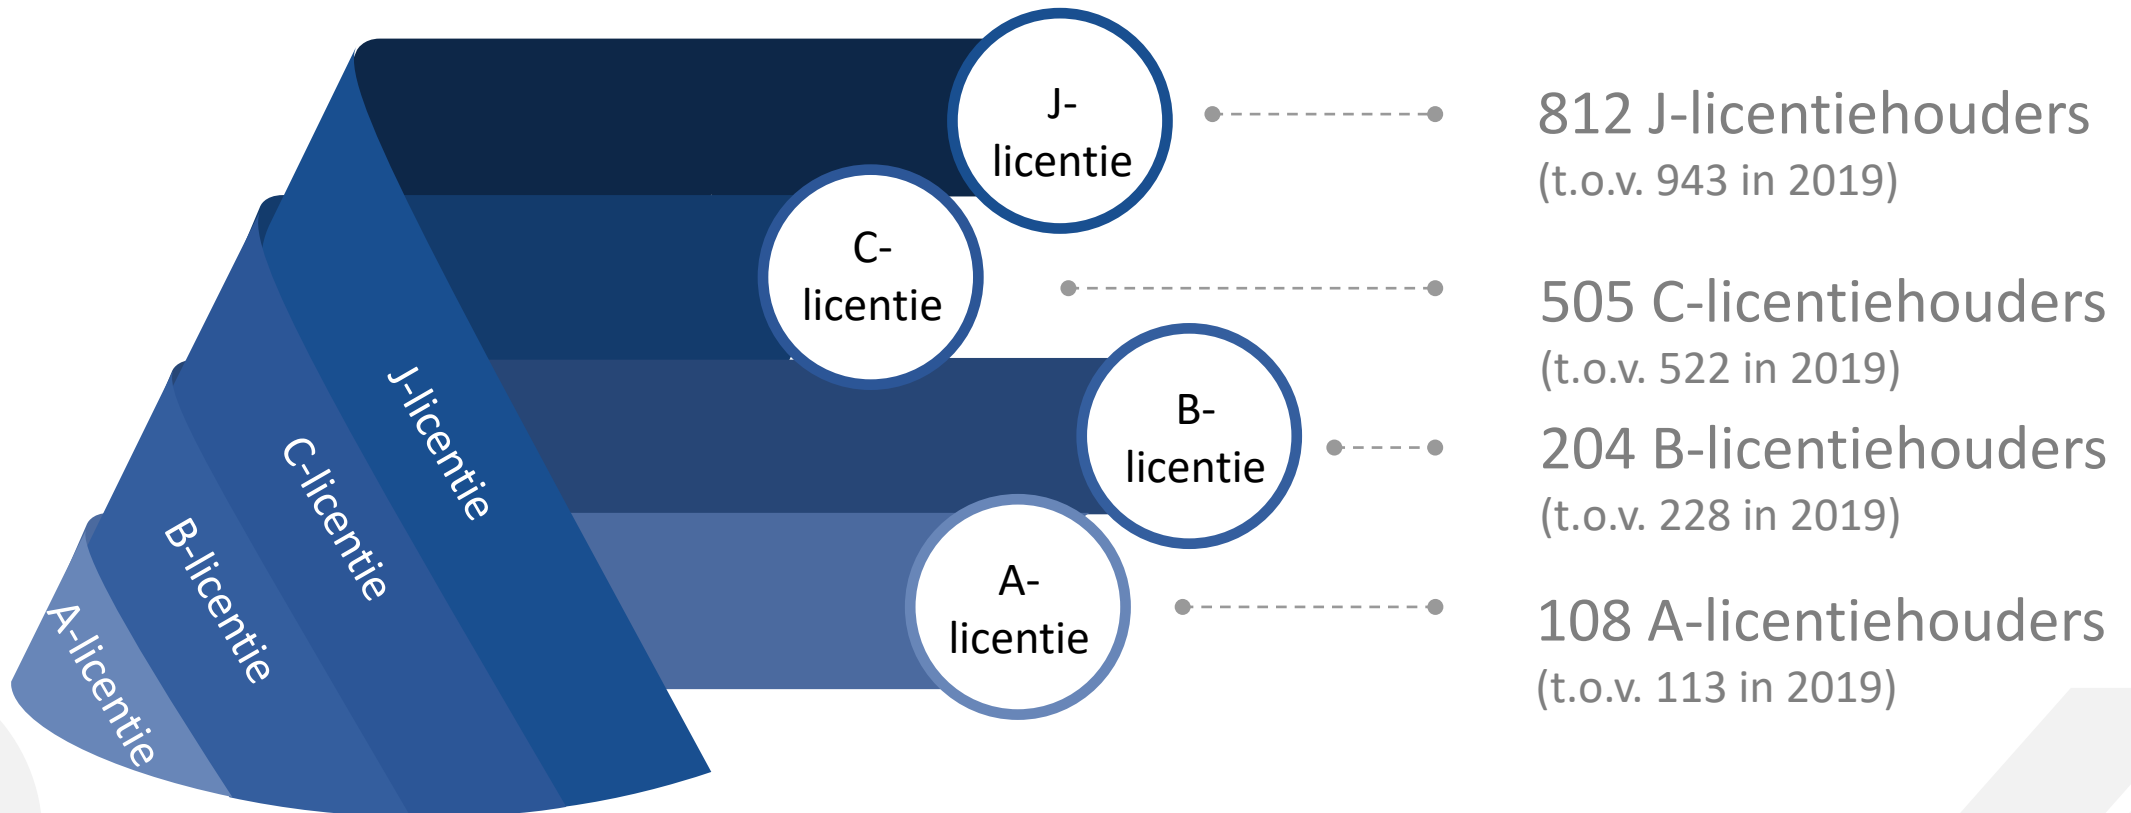 J-
licentie
812 J-licentiehouders
(t.o.v. 943 in 2019)
C-
licentie
505 C-licentiehouders
(t.o.v. 522 in 2019)
B-
licentie
204 B-licentiehouders
(t.o.v. 228 in 2019)
A-
licentie
108 A-licentiehouders
(t.o.v. 113 in 2019)
J-licentie
C-licentie
B-licentie
A-licentie